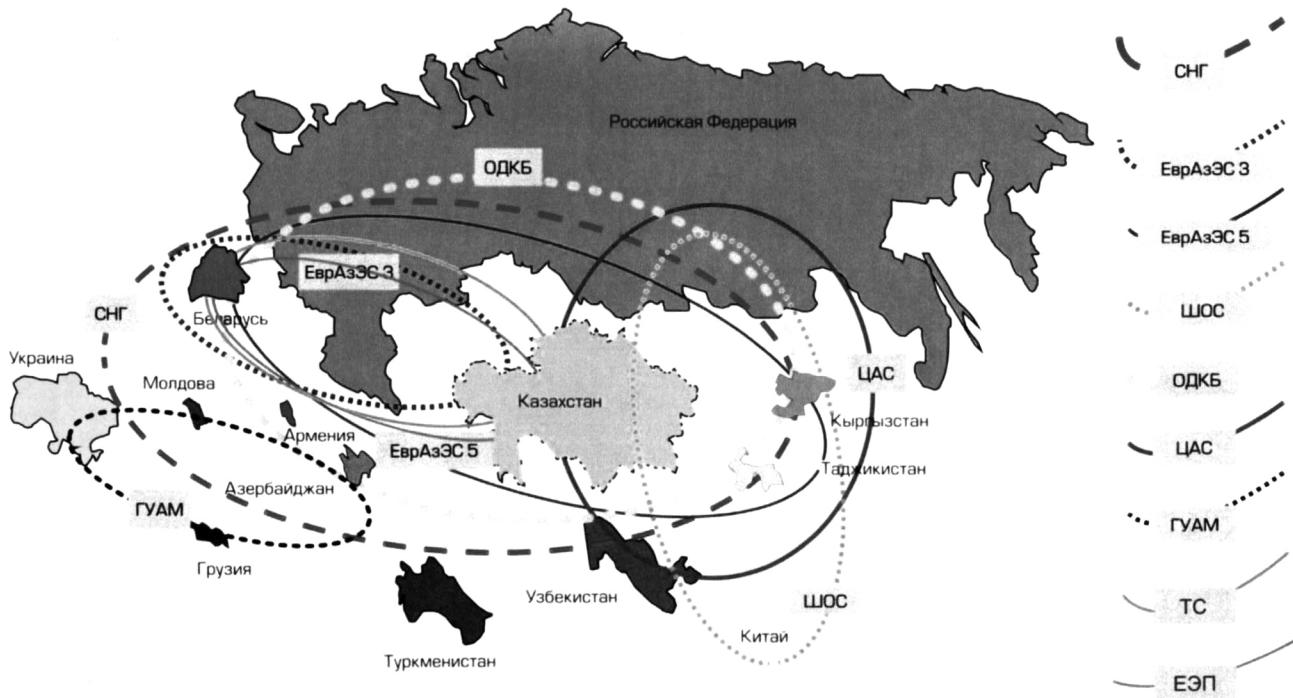 Российская Федерация
ОДКБ
ЕврАзЭС 3
СНГ
Беларусь
Украина
Молдова
Армения
Казахстан
ЦАС
Кыргызстан
ЕврАзЭС 5
Таджикистан
Азербайджан
ГУАМ
Грузия
Узбекистан
ШОС
Китай
Туркменистан
СНГ
ЕврАзЭС 3
ЕврАзЭС 5
ШОС
ОДКБ
ЦАС
ГУАМ
ТС
ЕЭП